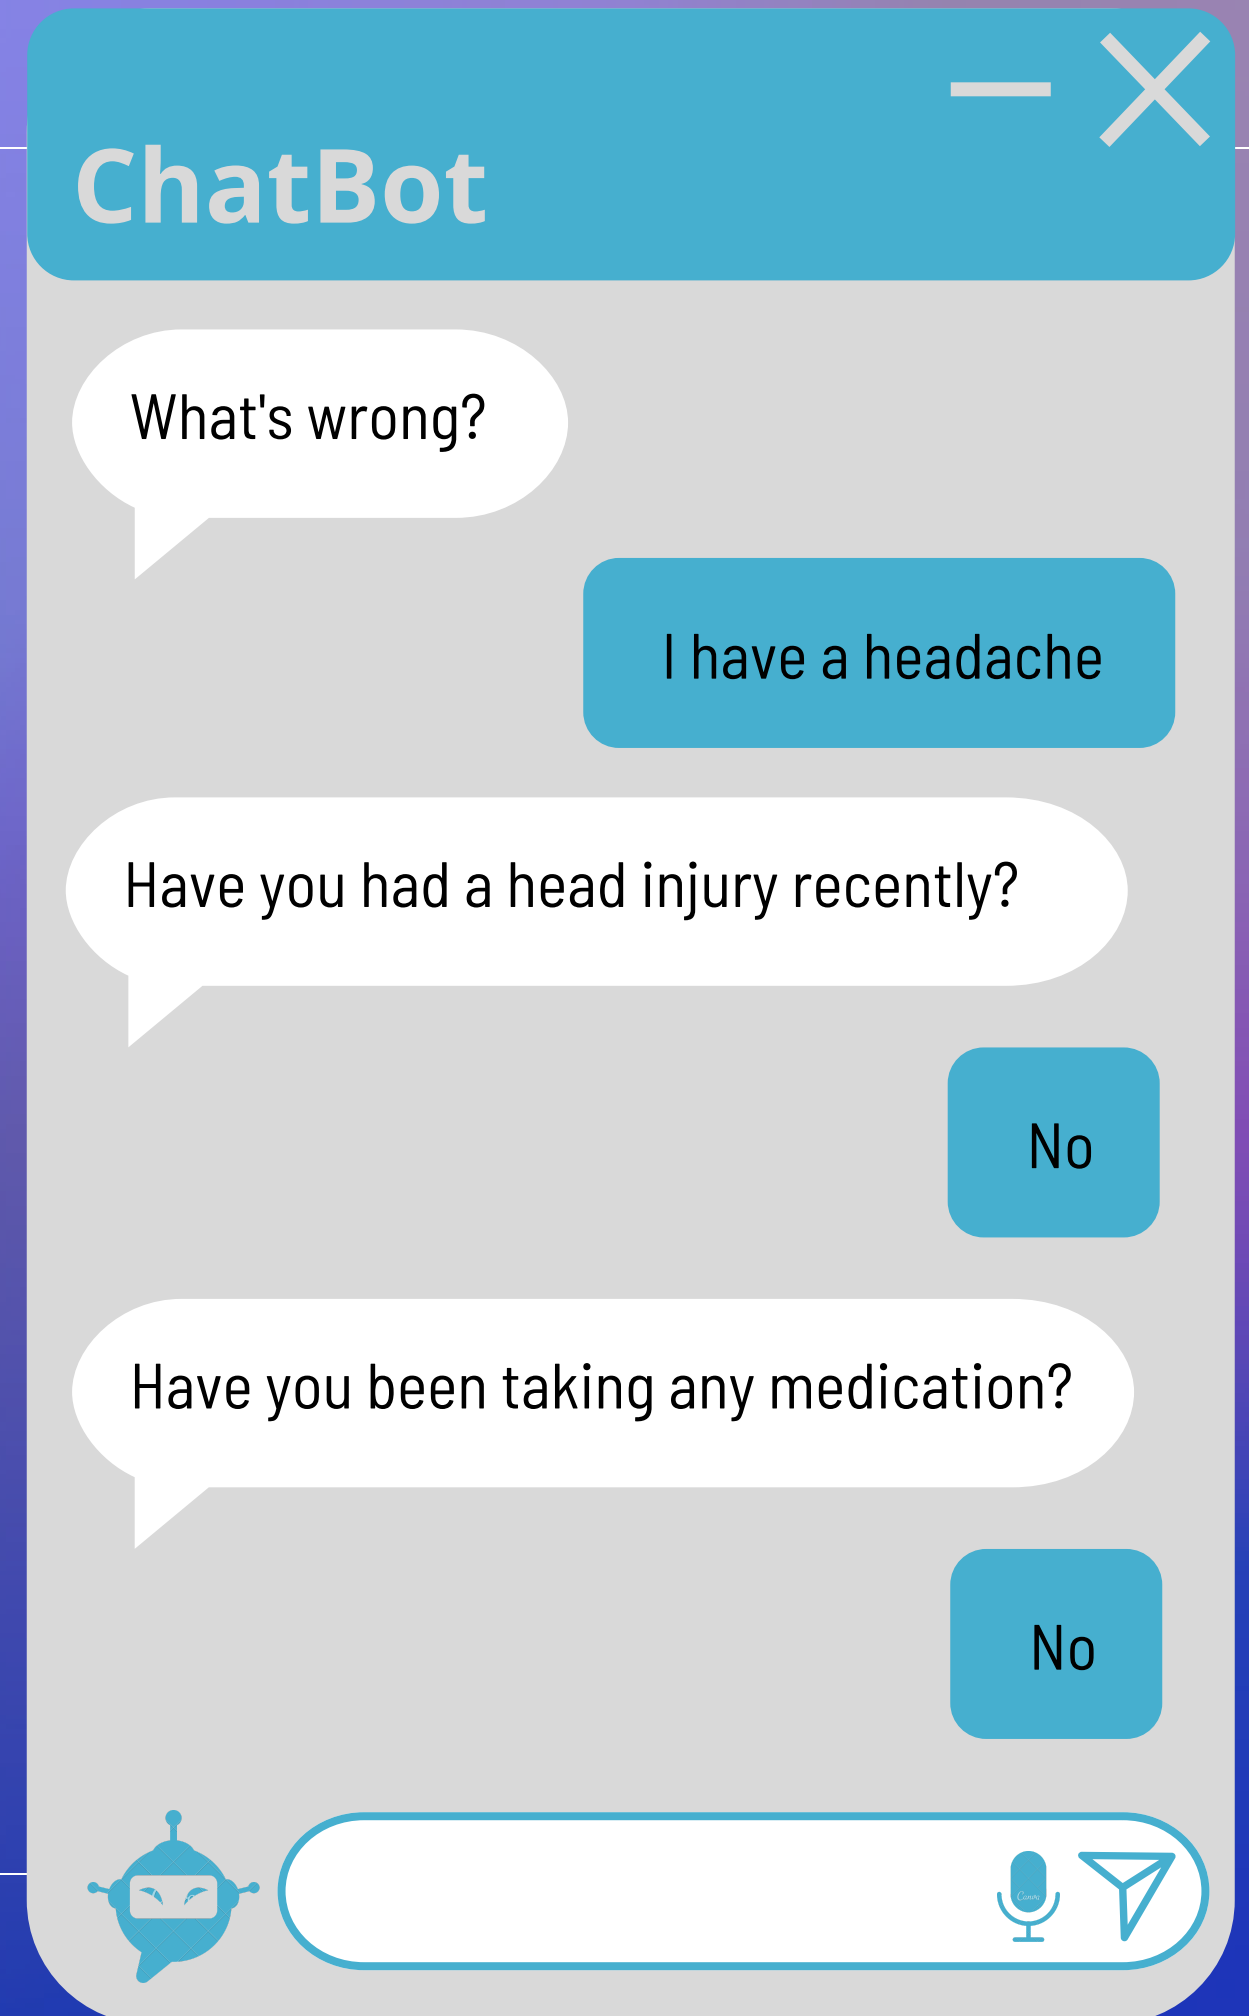 ChatBot
What's wrong?
I have a headache
Have you had a head injury recently?
No
Have you been taking any medication?
No
Canva